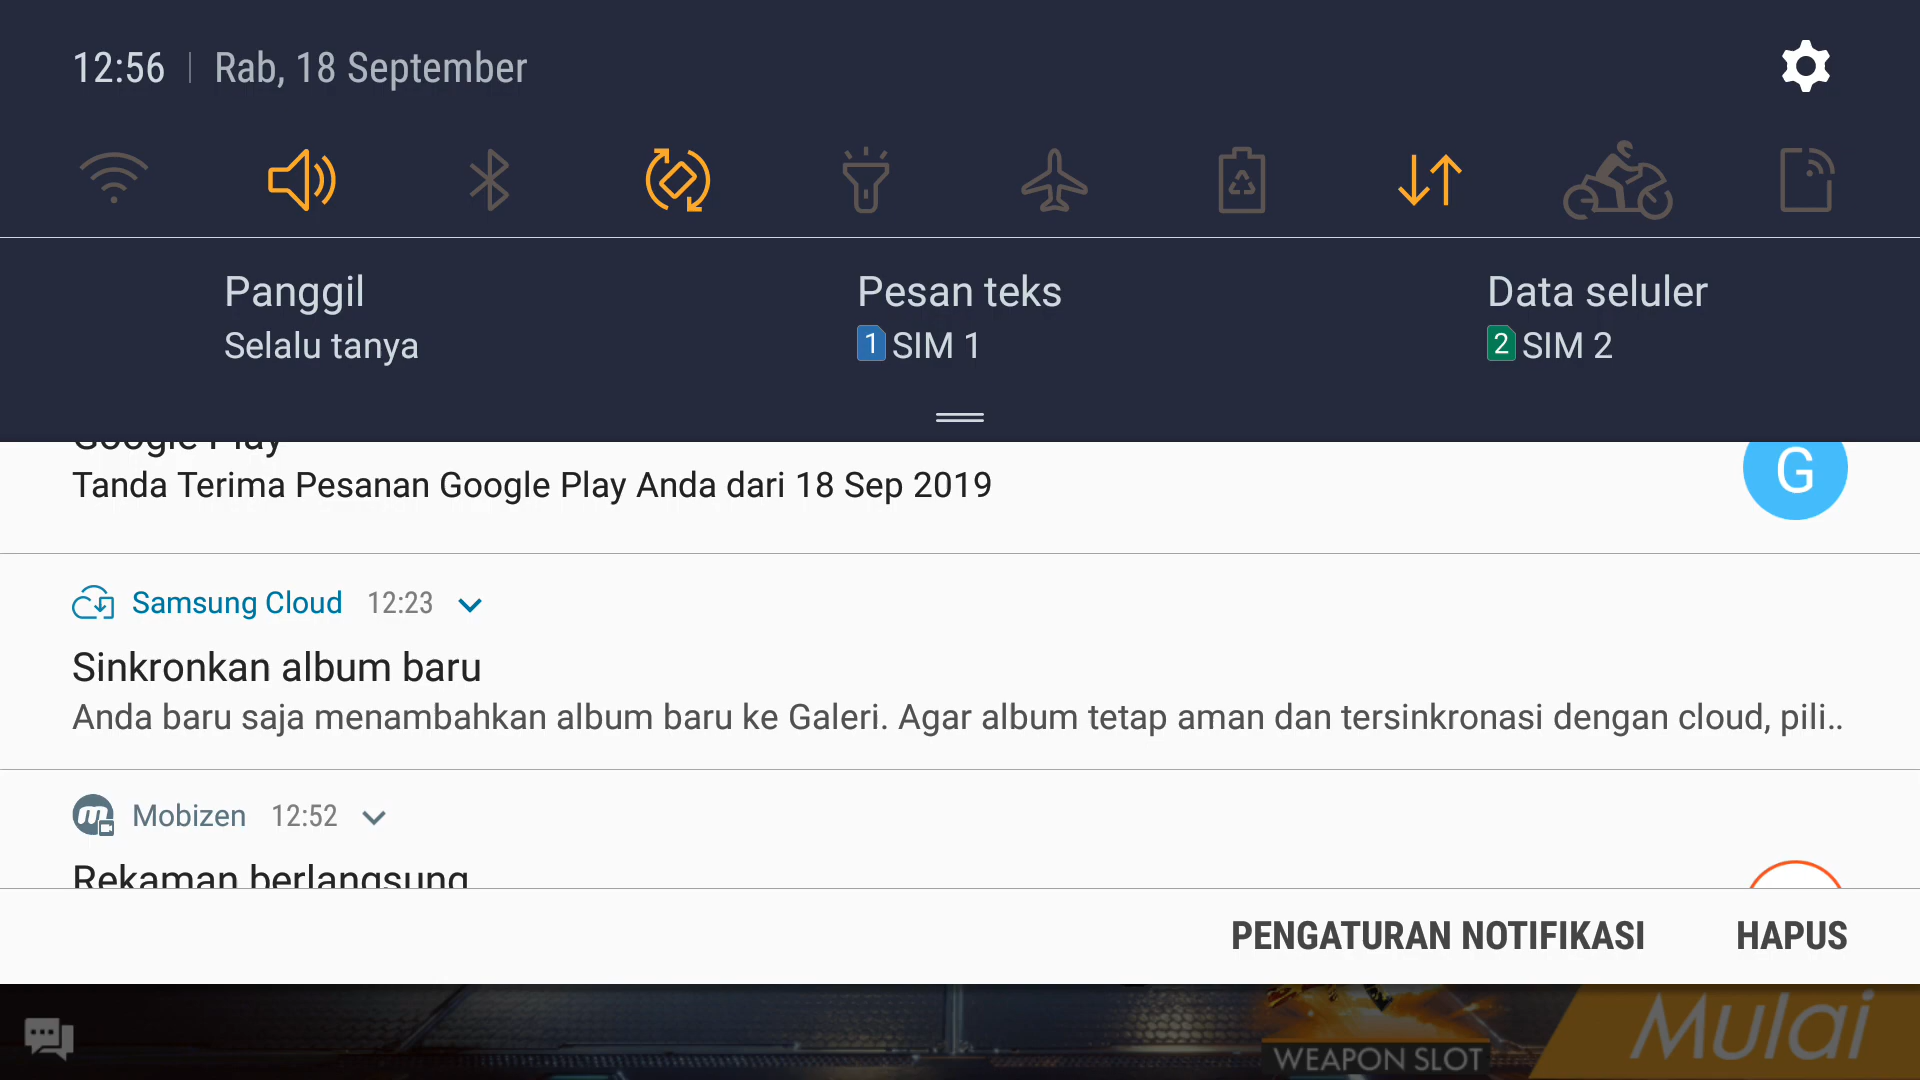 12:56 | Rab, 18 September
Panggil
Selalu tanya
Pesan teks
1 SIM 1
Data seluler
2 SIM 2
Google Play
Tanda Terima Pesanan Google Play Anda dari 18 Sep 2019
G
Samsung Cloud 12:23
Sinkronkan album baru
Anda baru saja menambahkan album baru ke Galeri. Agar album tetap aman dan tersinkronasi dengan cloud, pili..
m Mobizen 12:52
Rekaman berlangsung
PENGATURAN NOTIFIKASI
HAPUS
WEAPON SLOT
Mulai